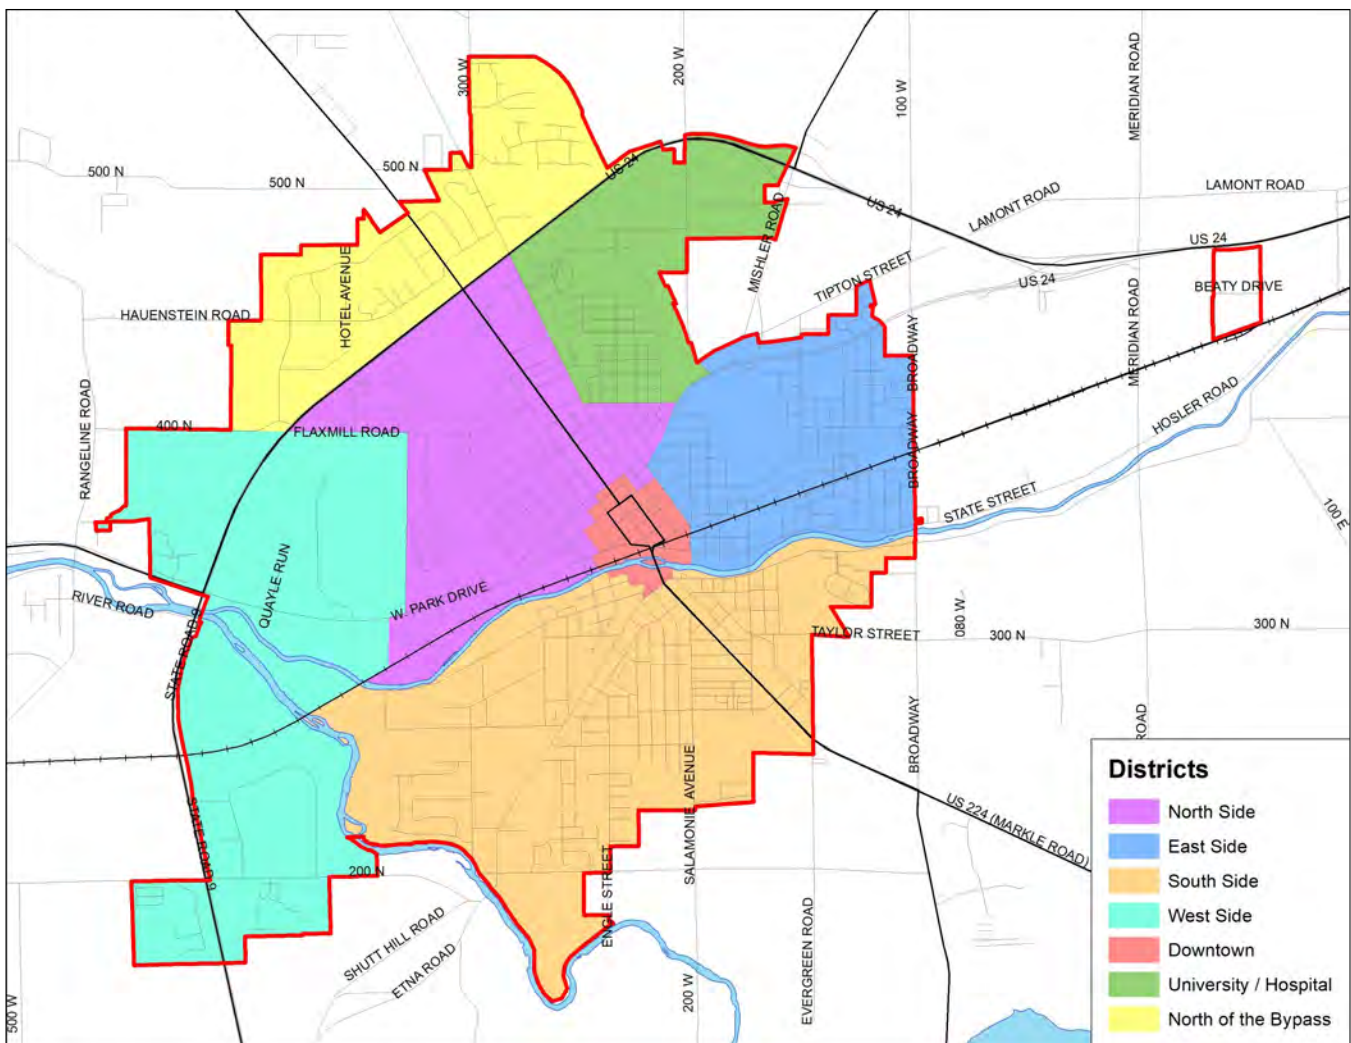 300 W
200 W
100 W
MERIDIAN ROAD
500 N
500 N
500 N
US 24
LAMONT ROAD
LAMONT ROAD
US 24
US 24
US 24
MISHLER ROAD
TIPTON STREET
BEATY DRIVE
HOTEL AVENUE
HAUENSTEIN ROAD
BROADWAY
MERIDIAN ROAD
RANGELINE ROAD
400 N
FLAXMILL ROAD
BROADWAY
HOSLER ROAD
STATE STREET
100 E
QUAYLE RUN
W. PARK DRIVE
RIVER ROAD
STATE ROAD 9
TAYLOR STREET
080 W
300 N
300 N
BROADWAY
ROAD
STATE ROAD 9
SALAMONIE AVENUE
US 224 (MARKLE ROAD)
200 N
ENGLE STREET
SHUTT HILL ROAD
ETNA ROAD
EVERGREEN ROAD
200 W
500 W
Districts
North Side
East Side
South Side
West Side
Downtown
University / Hospital
North of the Bypass